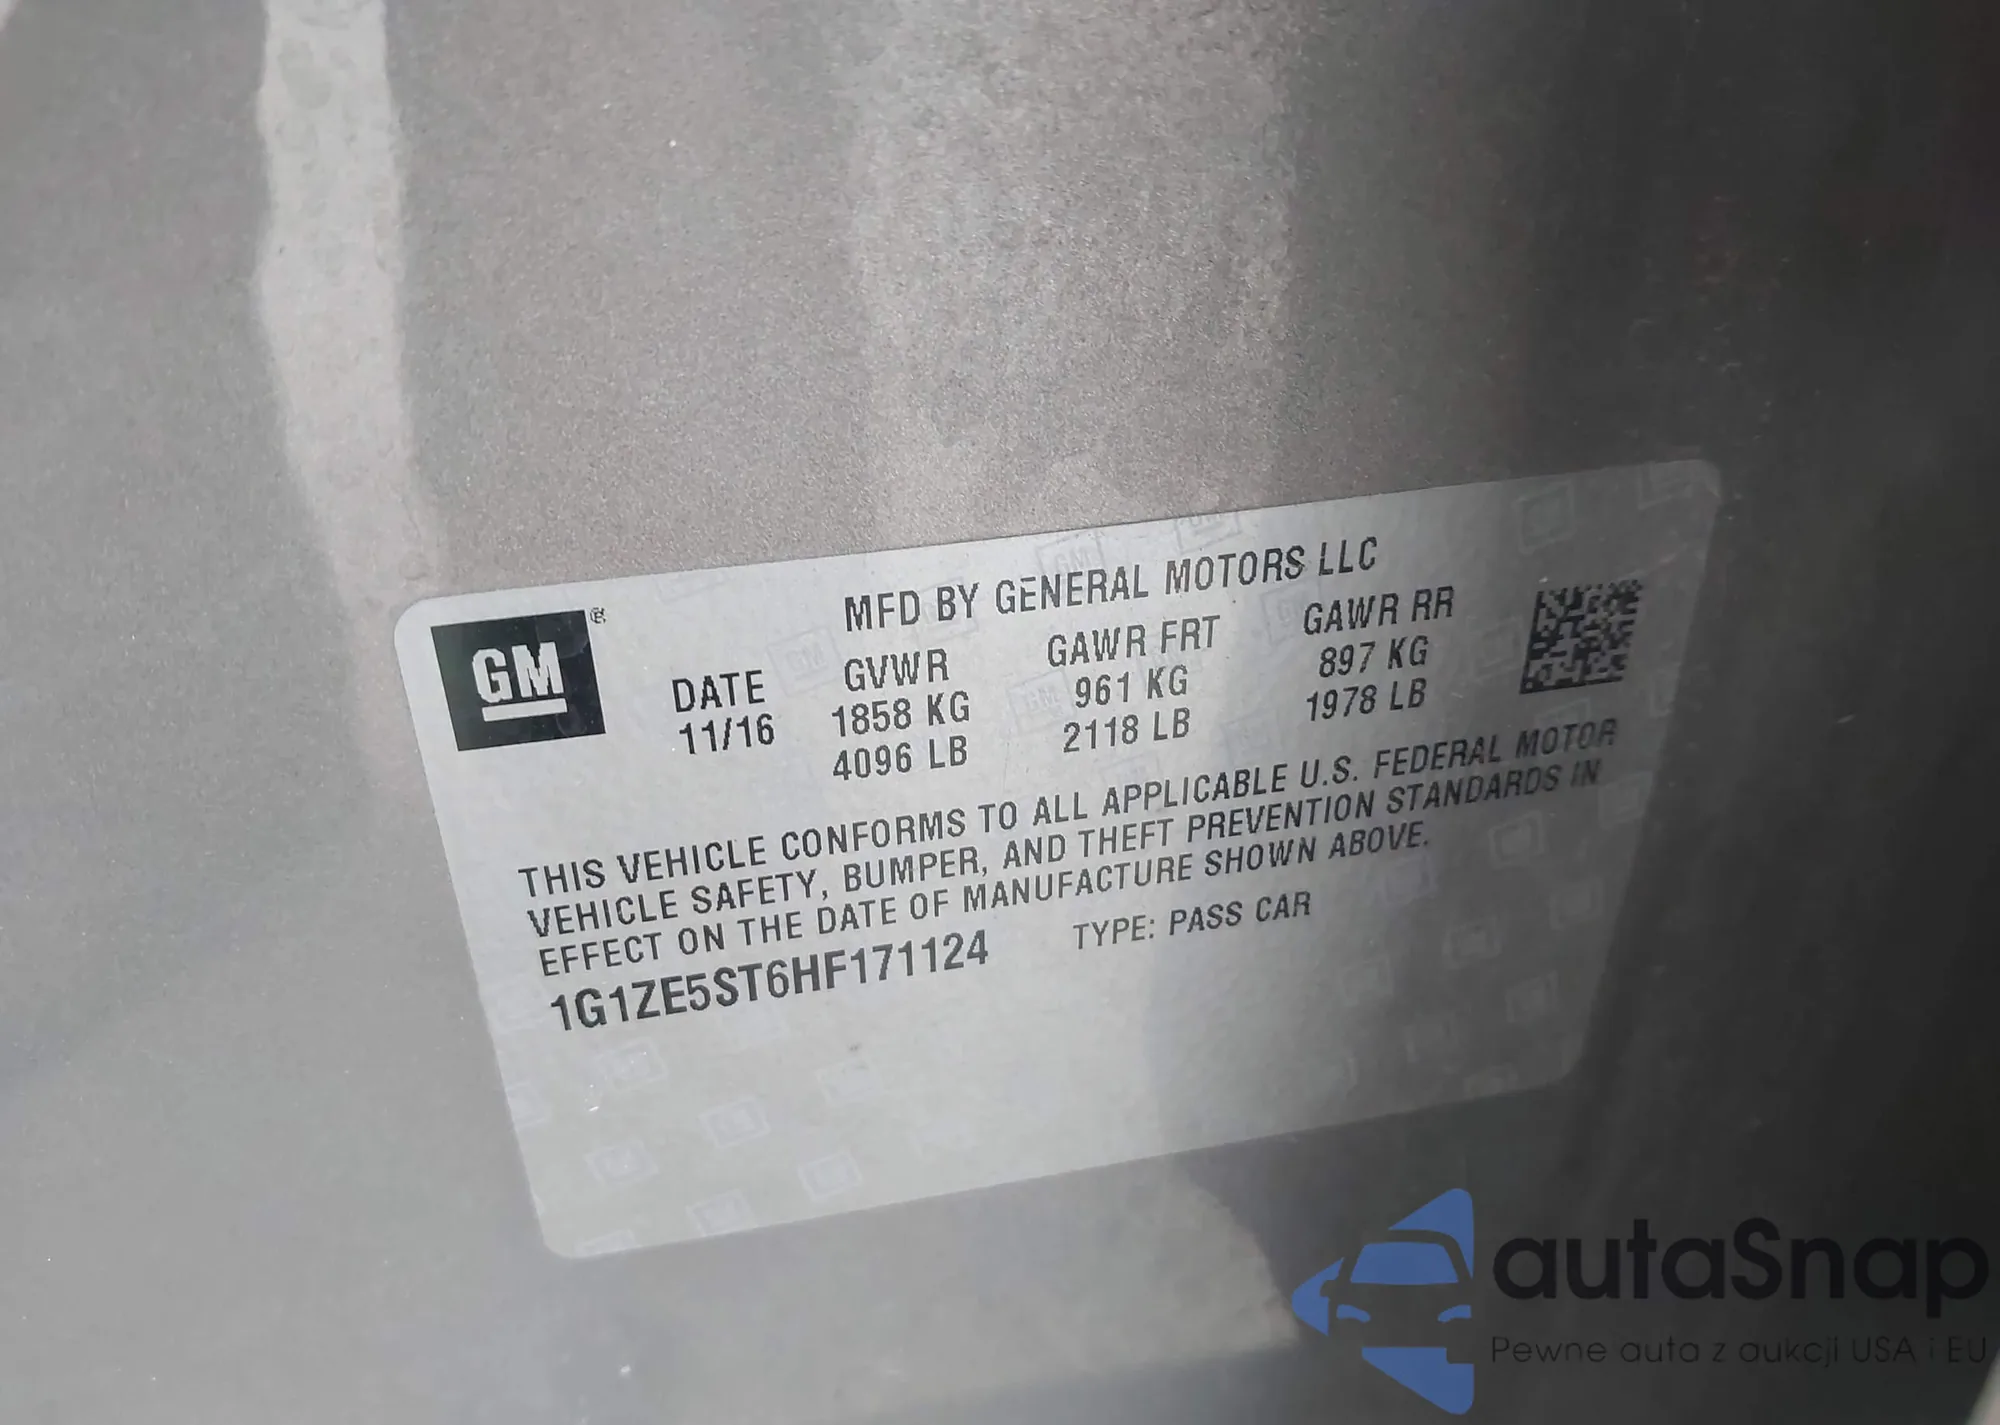 GM®
MFD BY GENERAL MOTORS LLC
DATE GVWR GAWR FRT GAWR RR
11/16 1858 KG 961 KG 897 KG
4096 LB 2118 LB 1978 LB
THIS VEHICLE CONFORMS TO ALL APPLICABLE U.S. FEDERAL MOTOR
VEHICLE SAFETY, BUMPER, AND THEFT PREVENTION STANDARDS IN
EFFECT ON THE DATE OF MANUFACTURE SHOWN ABOVE.
1G1ZE5ST6HF171124 TYPE: PASS CAR
autaSnap
Pewne auta z aukcji USA i EU